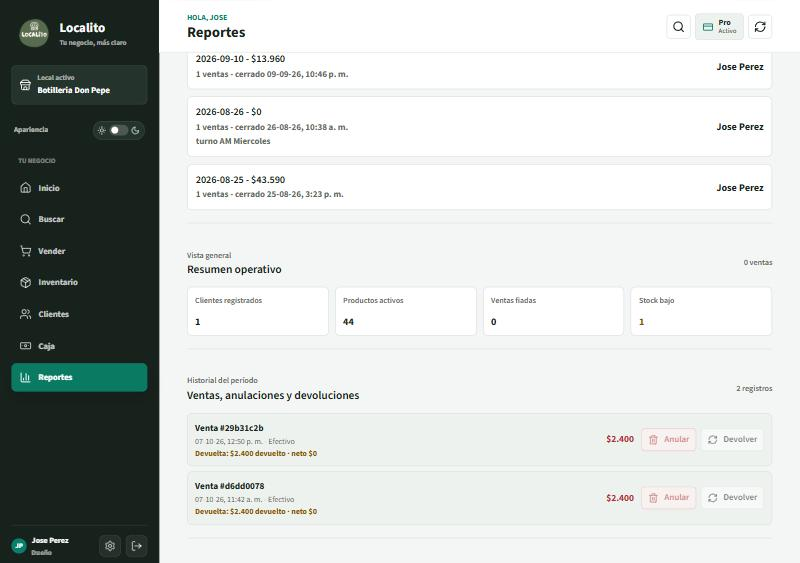 LOCALITO
Localito
Tu negocio, más claro
Local activo
Botilleria Don Pepe
Apariencia
TU NEGOCIO
Inicio
Buscar
Vender
Inventario
Clientes
Caja
Reportes
JP
Jose Perez
Dueño
HOLA, JOSE
Reportes
Pro
Activo
2026-09-10 - $13.960
1 ventas - cerrado 09-09-26, 10:46 p. m.
Jose Perez
2026-08-26 - $0
1 ventas - cerrado 26-08-26, 10:38 a. m.
turno AM Miercoles
Jose Perez
2026-08-25 - $43.590
1 ventas - cerrado 25-08-26, 3:23 p. m.
Jose Perez
Vista general
Resumen operativo
0 ventas
Clientes registrados
1
Productos activos
44
Ventas fiadas
0
Stock bajo
1
Historial del período
Ventas, anulaciones y devoluciones
2 registros
Venta #29b31c2b
07-10-26, 12:50 p. m. · Efectivo
Devuelta: $2.400 devuelto · neto $0
$2.400
Anular
Devolver
Venta #d6dd0078
07-10-26, 11:42 a. m. · Efectivo
Devuelta: $2.400 devuelto · neto $0
$2.400
Anular
Devolver